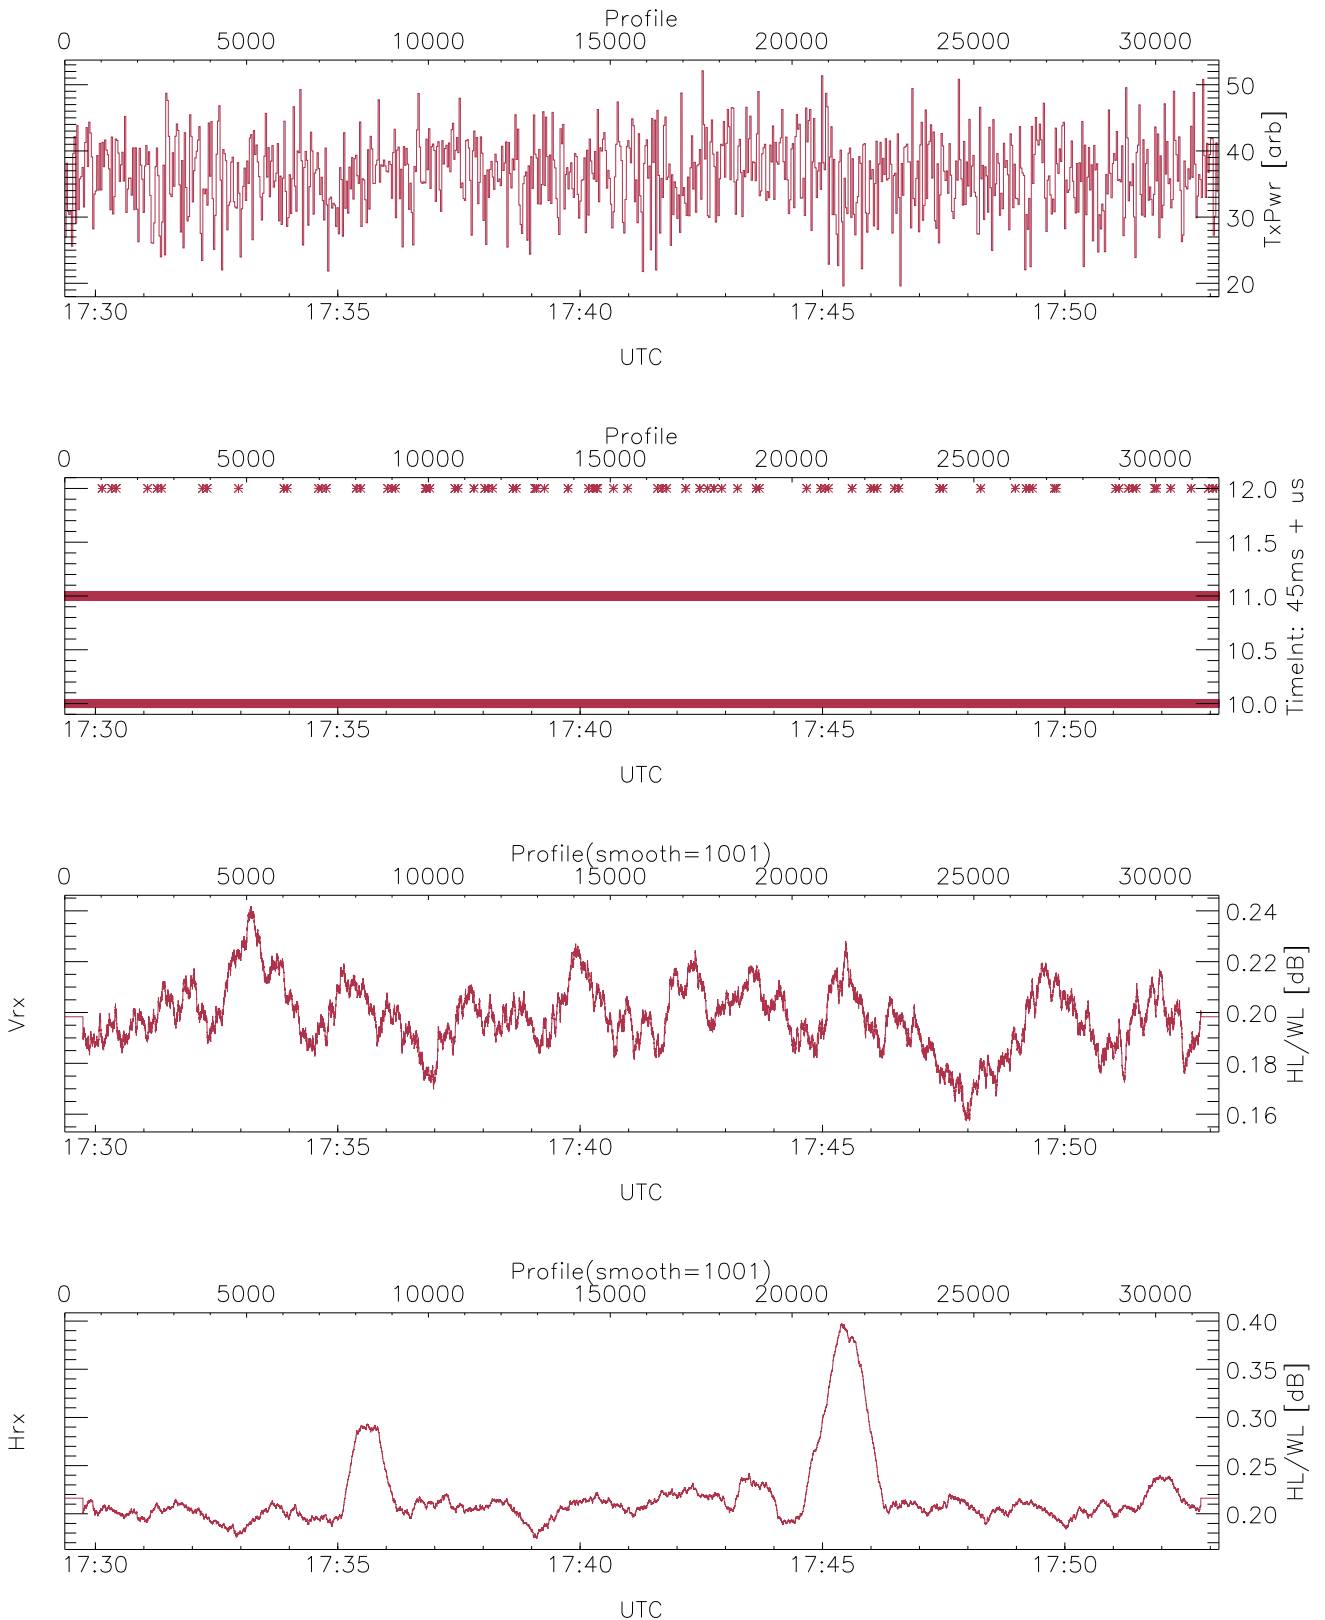 Profile
0 5000 10000 15000 20000 25000 30000
50
40
30
20
TxPwr [arb]
17:30 17:35 17:40 17:45 17:50
UTC
Profile
0 5000 10000 15000 20000 25000 30000
12.0
11.5
11.0
10.5
10.0
TimeInt: 45ms + us
17:30 17:35 17:40 17:45 17:50
UTC
Profile(smooth=1001)
0 5000 10000 15000 20000 25000 30000
Vrx
0.24
0.22
0.20
0.18
0.16
HL/WL [dB]
17:30 17:35 17:40 17:45 17:50
UTC
Profile(smooth=1001)
0 5000 10000 15000 20000 25000 30000
Hrx
0.40
0.35
0.30
0.25
0.20
HL/WL [dB]
17:30 17:35 17:40 17:45 17:50
UTC